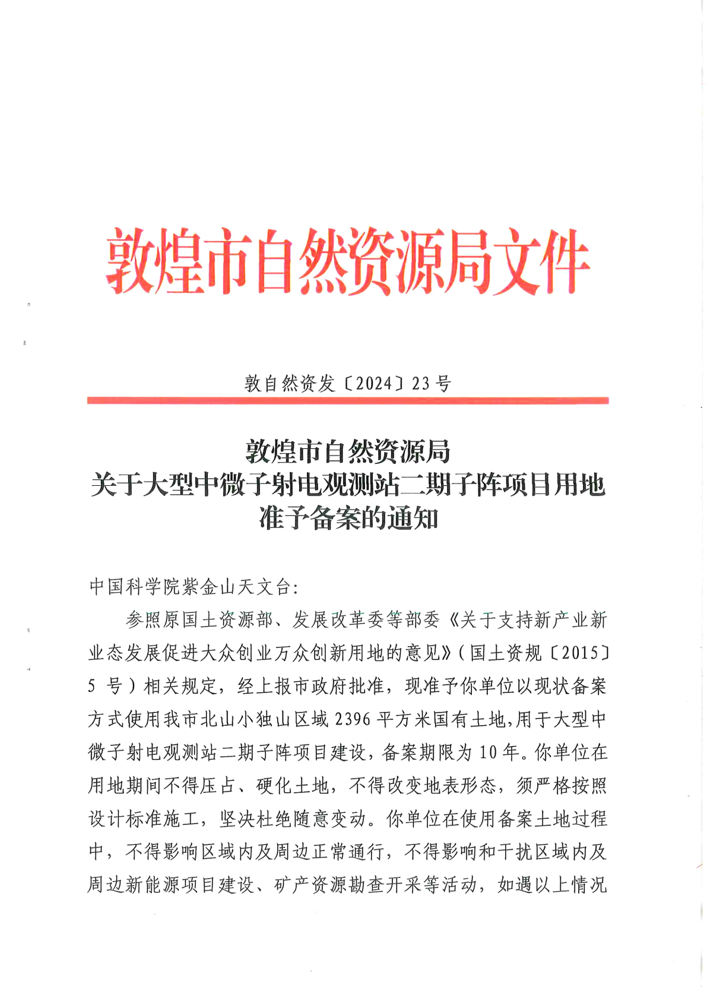 敦煌市自然资源局文件
敦自然资发〔2024〕23号
敦煌市自然资源局
关于大型中微子射电观测站二期子阵项目用地
准予备案的通知
中国科学院紫金山天文台：
参照原国土资源部、发展改革委等部委《关于支持新产业新
业态发展促进大众创业万众创新用地的意见》（国土资规〔2015〕
5 号）相关规定，经上报市政府批准，现准予你单位以现状备案
方式使用我市北山小独山区域 2396 平方米国有土地，用于大型中
微子射电观测站二期子阵项目建设，备案期限为 10 年。你单位在
用地期间不得压占、硬化土地，不得改变地表形态，须严格按照
设计标准施工，坚决杜绝随意变动。你单位在使用备案土地过程
中，不得影响区域内及周边正常通行，不得影响和干扰区域内及
周边新能源项目建设、矿产资源勘查开采等活动，如遇以上情况